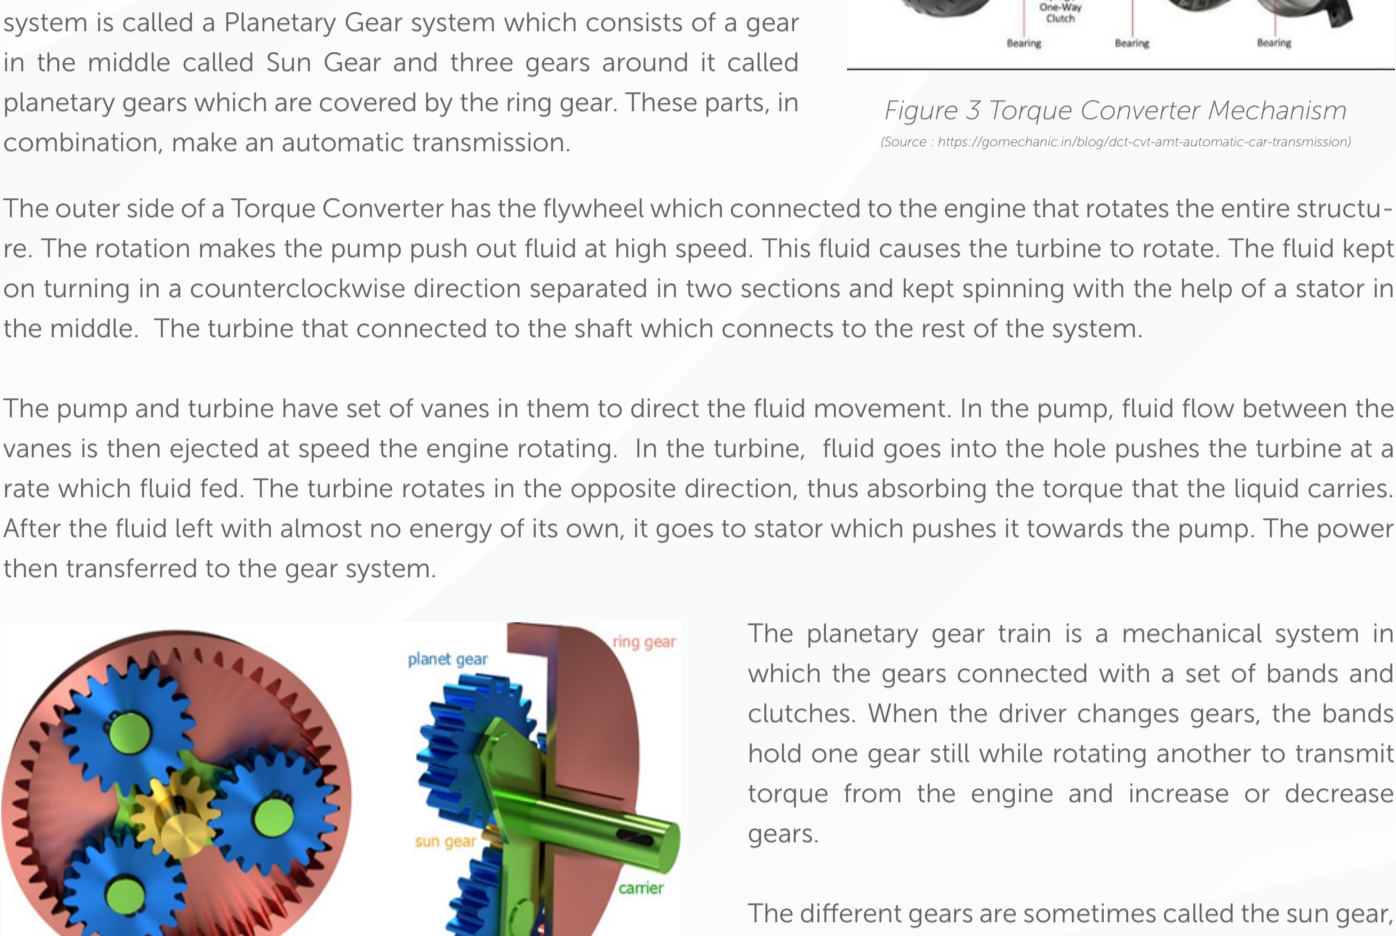 system is called a Planetary Gear system which consists of a gear
in the middle called Sun Gear and three gears around it called
planetary gears which are covered by the ring gear. These parts, in
combination, make an automatic transmission.
One-Way
Clutch
Bearing
Bearing
Bearing
Figure 3 Torque Converter Mechanism
(Source : https://gomechanic.in/blog/dct-cvt-amt-automatic-car-transmission)
The outer side of a Torque Converter has the flywheel which connected to the engine that rotates the entire structu-
re. The rotation makes the pump push out fluid at high speed. This fluid causes the turbine to rotate. The fluid kept
on turning in a counterclockwise direction separated in two sections and kept spinning with the help of a stator in
the middle.  The turbine that connected to the shaft which connects to the rest of the system.
The pump and turbine have set of vanes in them to direct the fluid movement. In the pump, fluid flow between the
vanes is then ejected at speed the engine rotating.  In the turbine,  fluid goes into the hole pushes the turbine at a
rate which fluid fed. The turbine rotates in the opposite direction, thus absorbing the torque that the liquid carries.
After the fluid left with almost no energy of its own, it goes to stator which pushes it towards the pump. The power
then transferred to the gear system.
ring gear
planet gear
sun gear
carrier
The planetary gear train is a mechanical system in
which the gears connected with a set of bands and
clutches. When the driver changes gears, the bands
hold one gear still while rotating another to transmit
torque from the engine and increase or decrease
gears.
The different gears are sometimes called the sun gear,